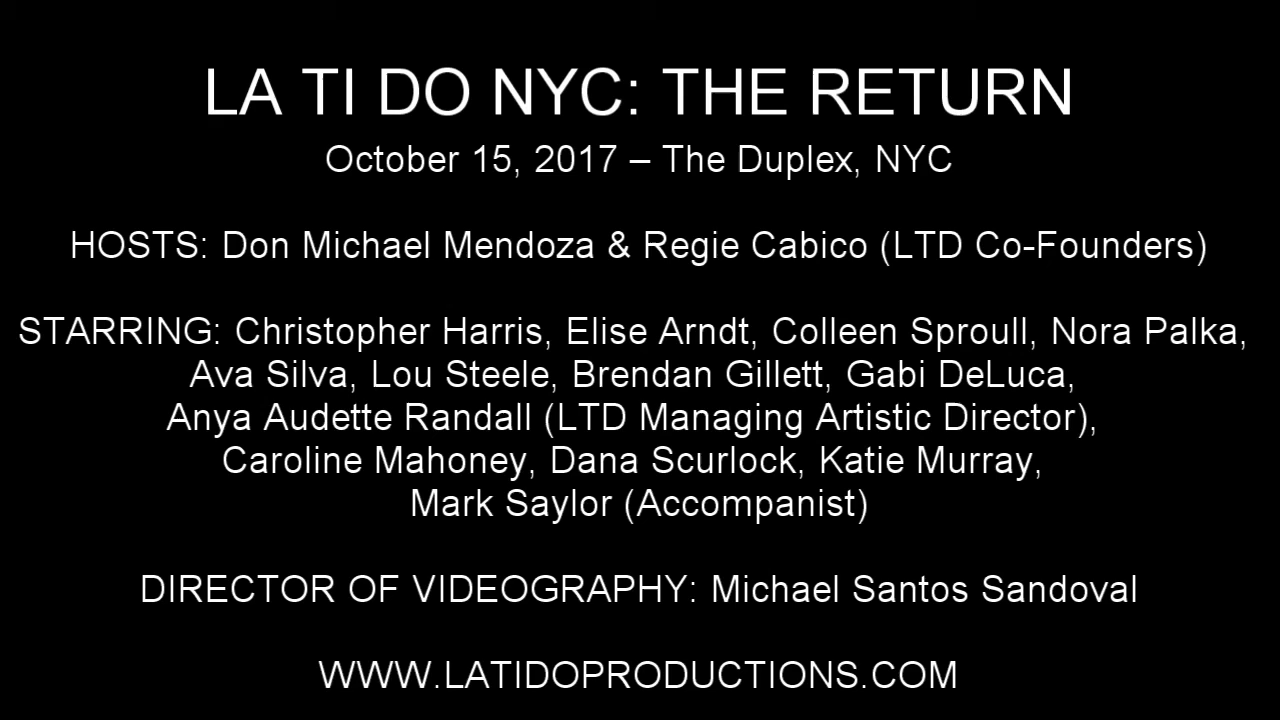 LA TI DO NYC: THE RETURN
October 15, 2017 – The Duplex, NYC
HOSTS: Don Michael Mendoza & Regie Cabico (LTD Co-Founders)
STARRING: Christopher Harris, Elise Arndt, Colleen Sproull, Nora Palka,
Ava Silva, Lou Steele, Brendan Gillett, Gabi DeLuca,
Anya Audette Randall (LTD Managing Artistic Director),
Caroline Mahoney, Dana Scurlock, Katie Murray,
Mark Saylor (Accompanist)
DIRECTOR OF VIDEOGRAPHY: Michael Santos Sandoval
WWW.LATIDOPRODUCTIONS.COM